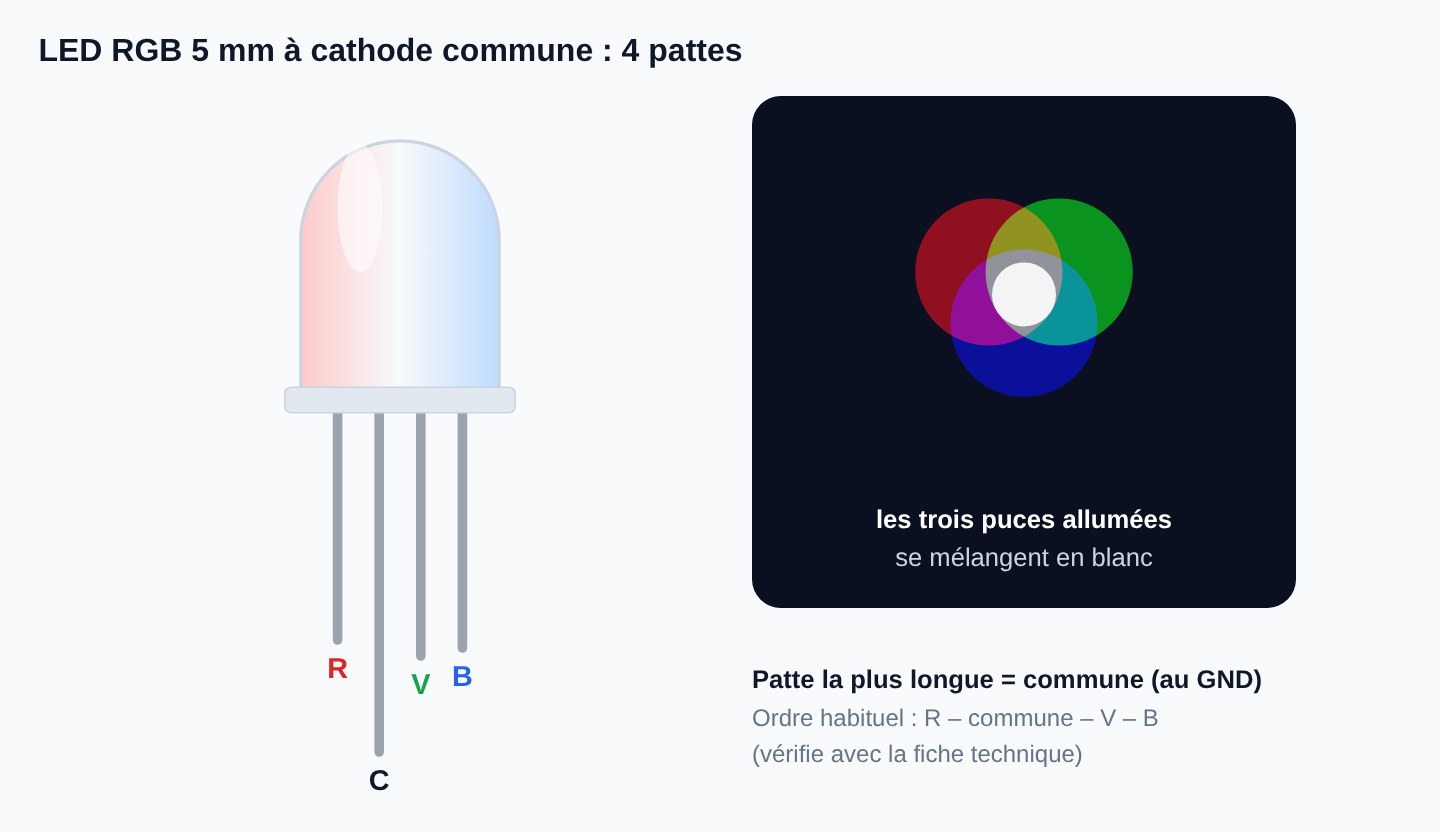 LED RGB 5 mm à cathode commune : 4 pattes
R
V
B
C
les trois puces allumées
se mélangent en blanc
Patte la plus longue = commune (au GND)
Ordre habituel : R – commune – V – B
(vérifie avec la fiche technique)